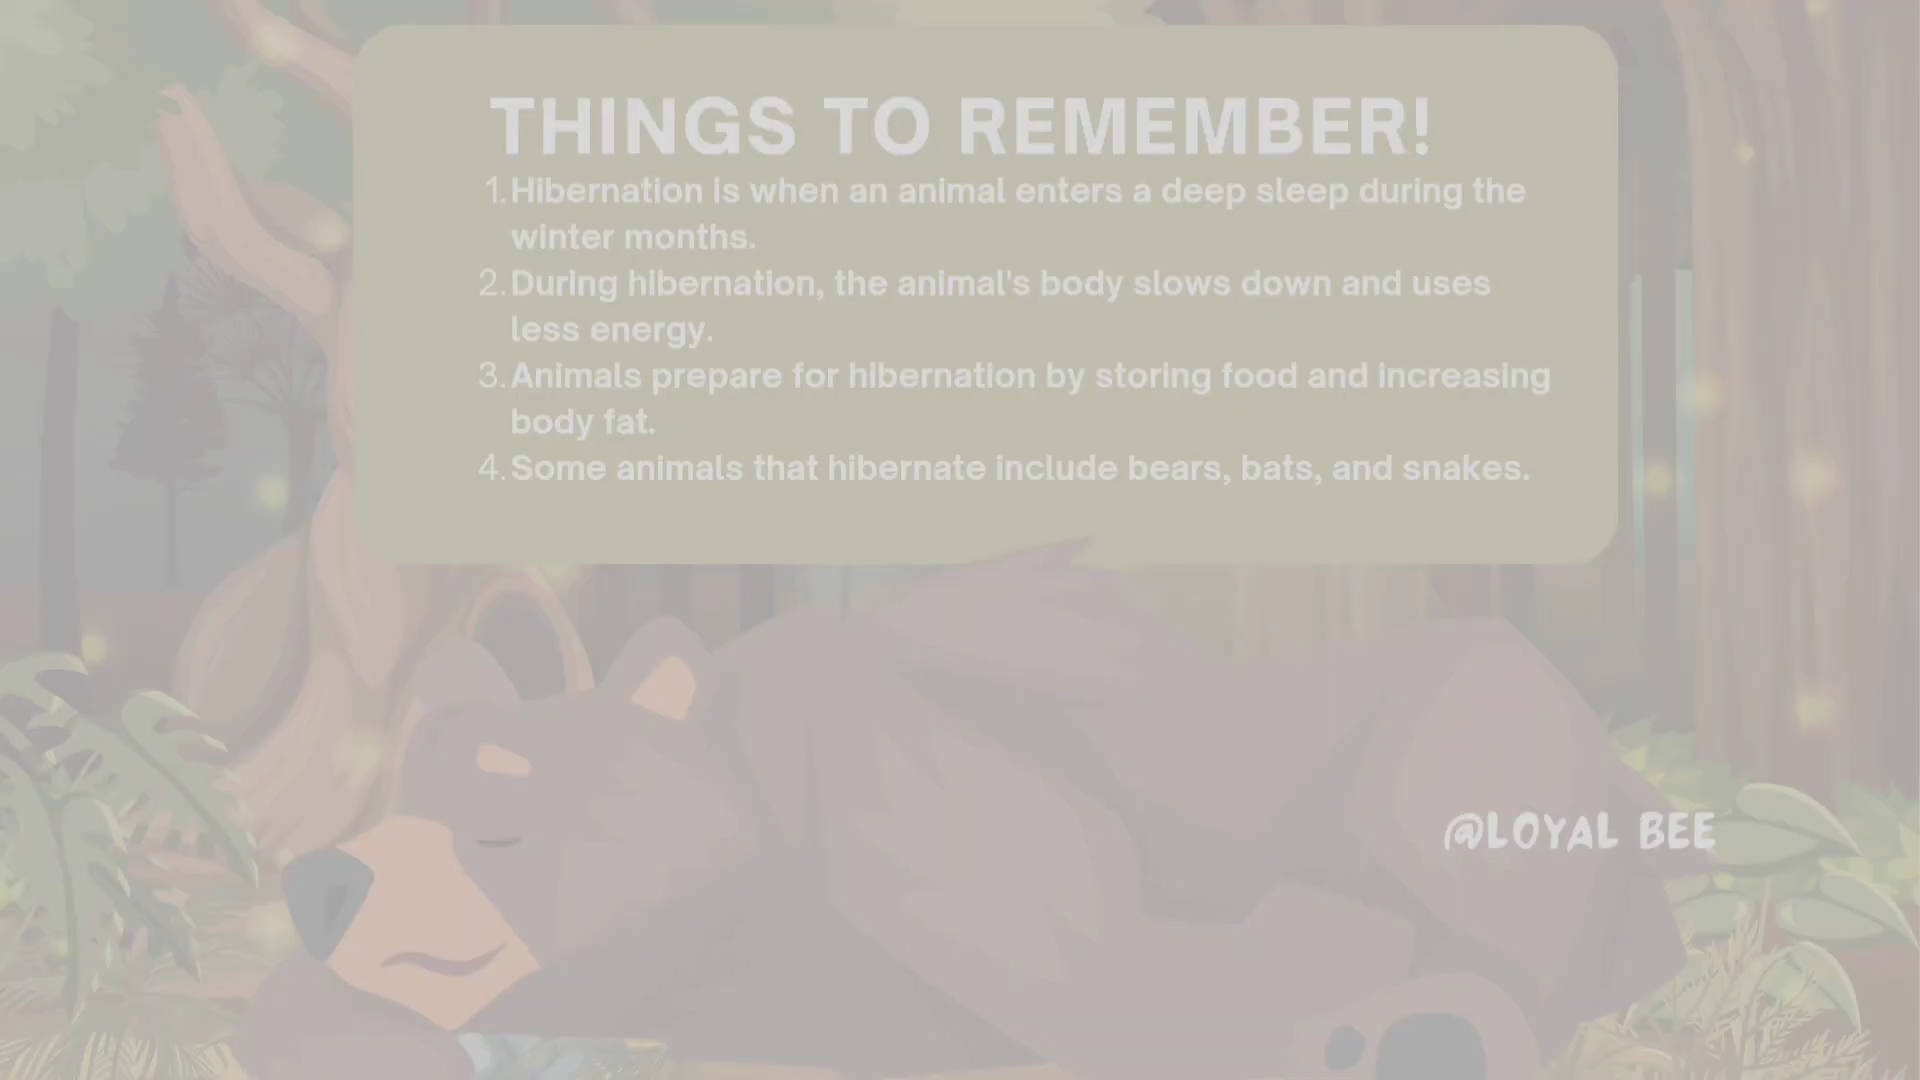 THINGS TO REMEMBER!
1. Hibernation is when an animal enters a deep sleep during the
winter months.
2. During hibernation, the animal's body slows down and uses
less energy.
3. Animals prepare for hibernation by storing food and increasing
body fat.
4. Some animals that hibernate include bears, bats, and snakes.
@LOYAL BEE